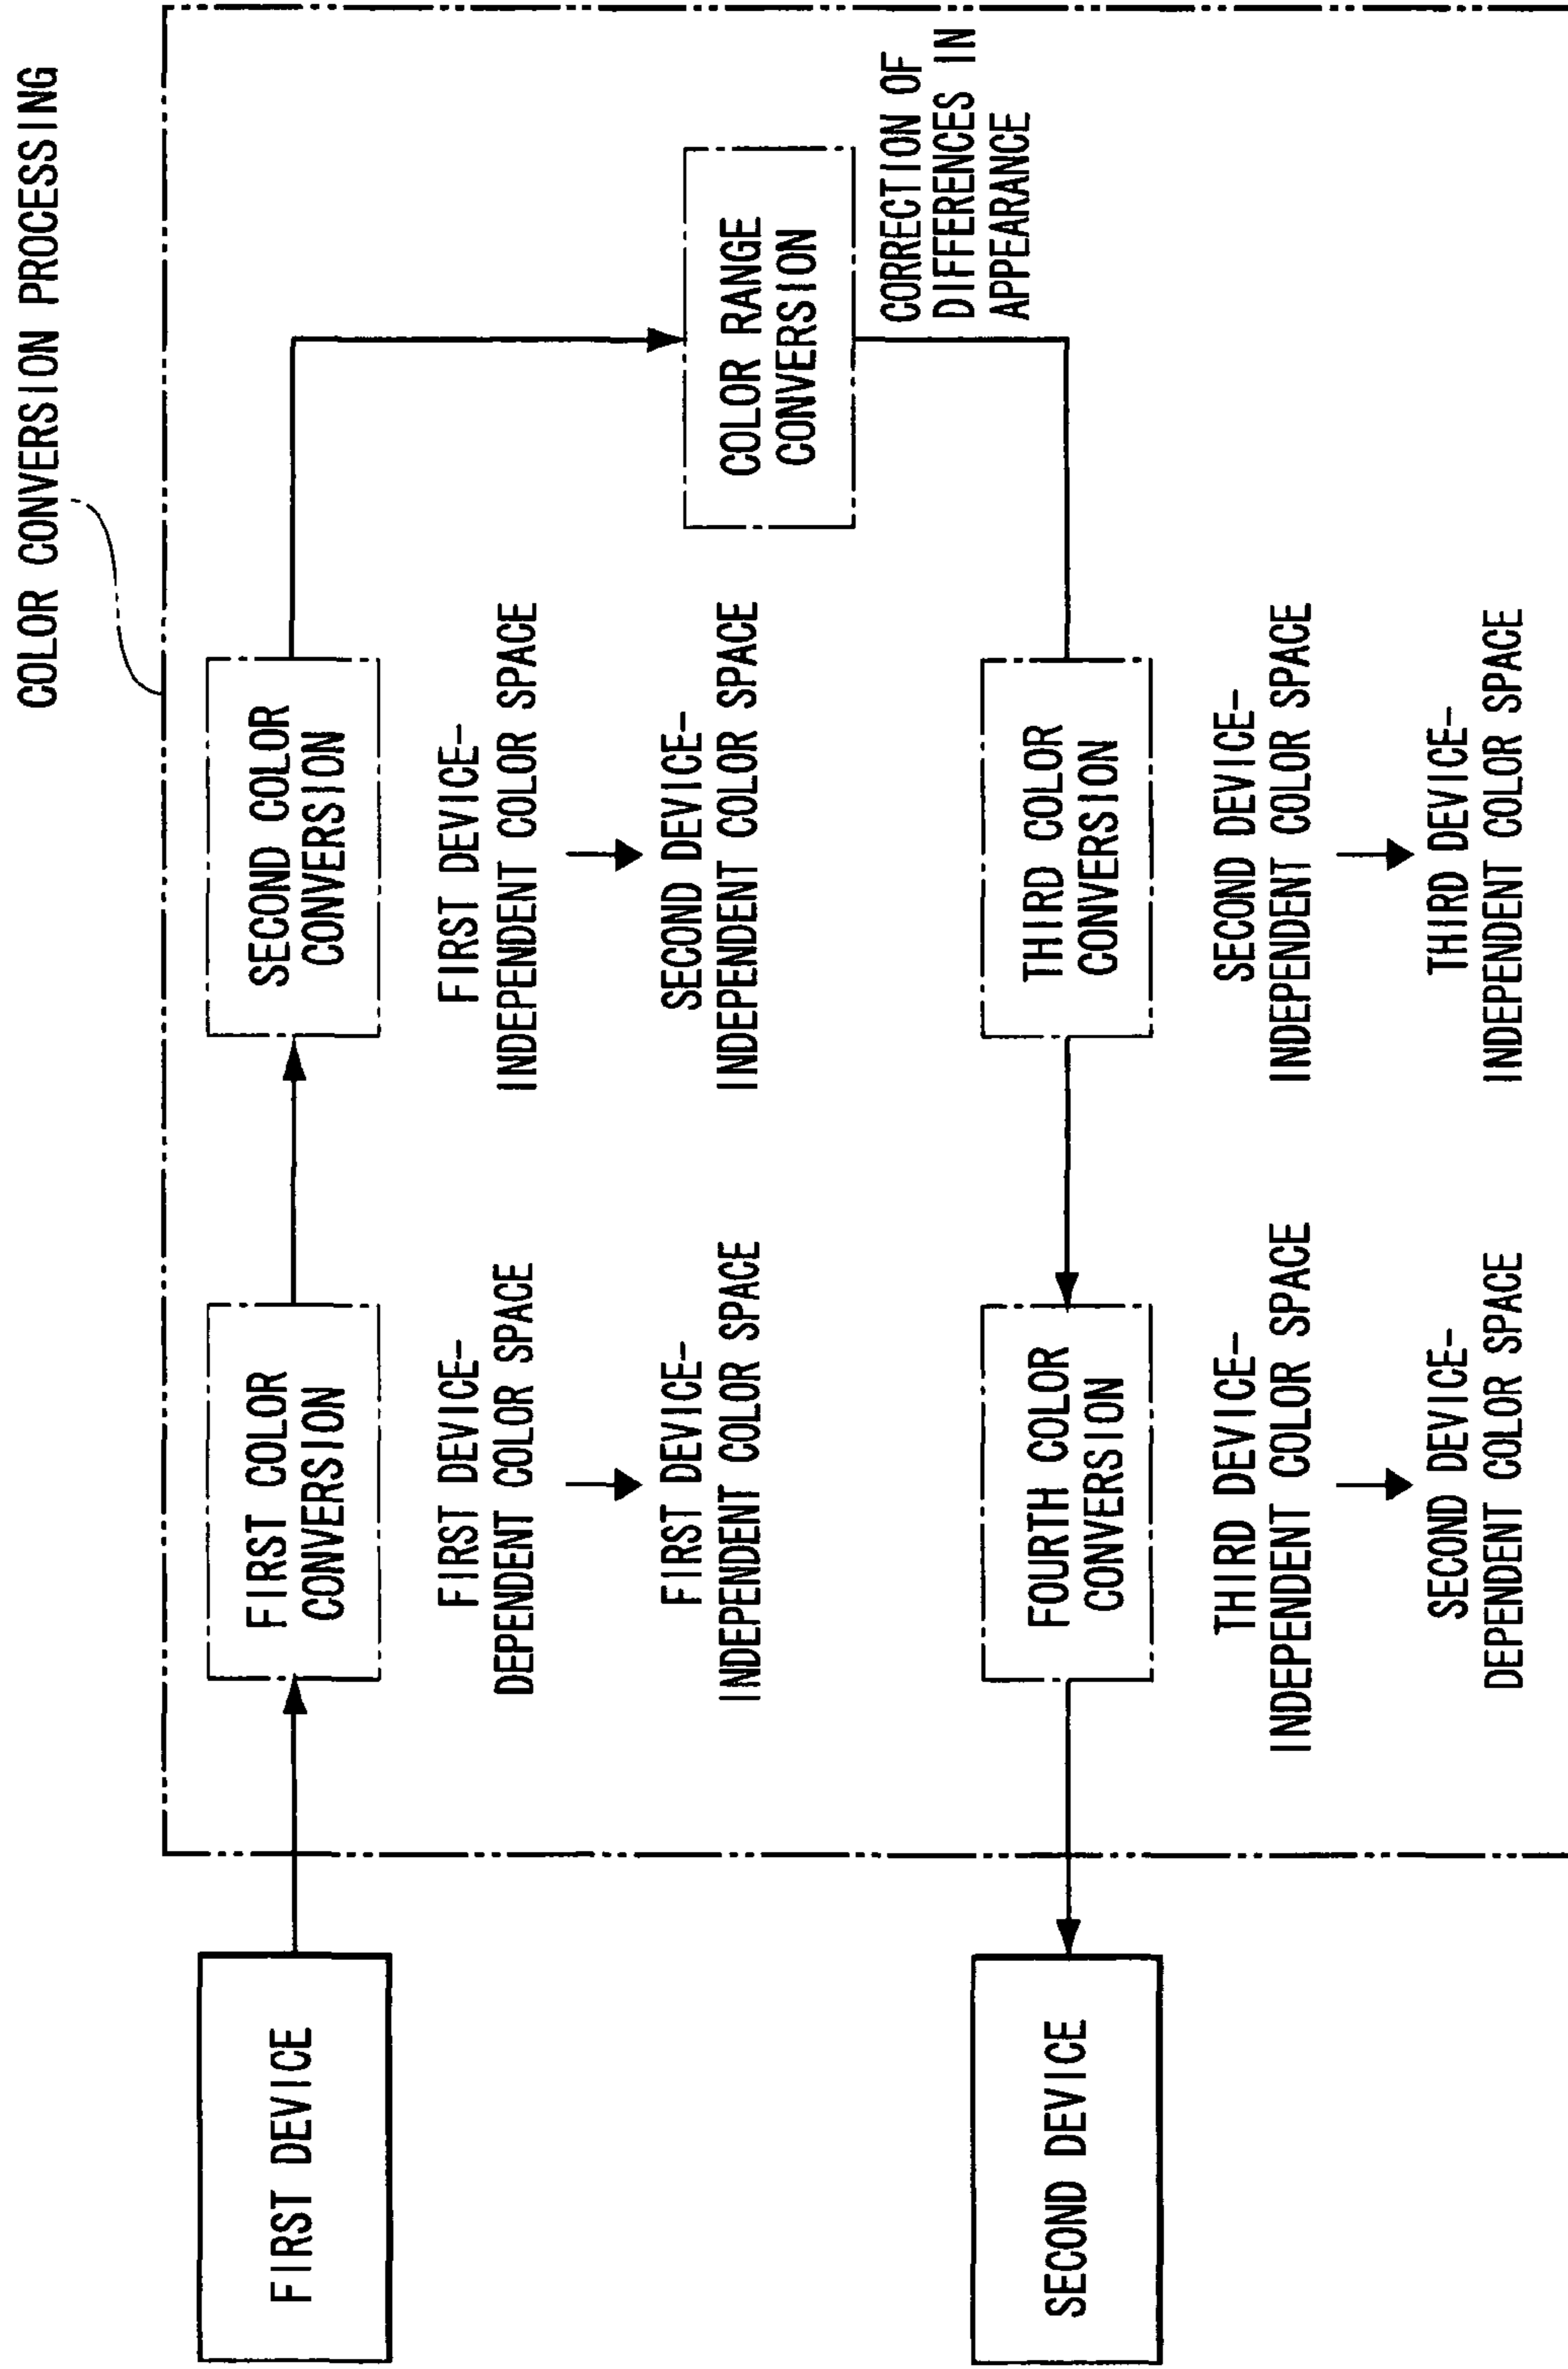 COLOR CONVERSION PROCESSING
FIRST DEVICE
FIRST COLOR
CONVERSION
FIRST DEVICE-
DEPENDENT COLOR SPACE
FIRST DEVICE-
INDEPENDENT COLOR SPACE
SECOND COLOR
CONVERSION
FIRST DEVICE-
INDEPENDENT COLOR SPACE
SECOND DEVICE-
INDEPENDENT COLOR SPACE
COLOR RANGE
CONVERSION
CORRECTION OF
DIFFERENCES IN
APPEARANCE
THIRD COLOR
CONVERSION
SECOND DEVICE-
INDEPENDENT COLOR SPACE
THIRD DEVICE-
INDEPENDENT COLOR SPACE
FOURTH COLOR
CONVERSION
THIRD DEVICE-
INDEPENDENT COLOR SPACE
SECOND DEVICE-
DEPENDENT COLOR SPACE
SECOND DEVICE